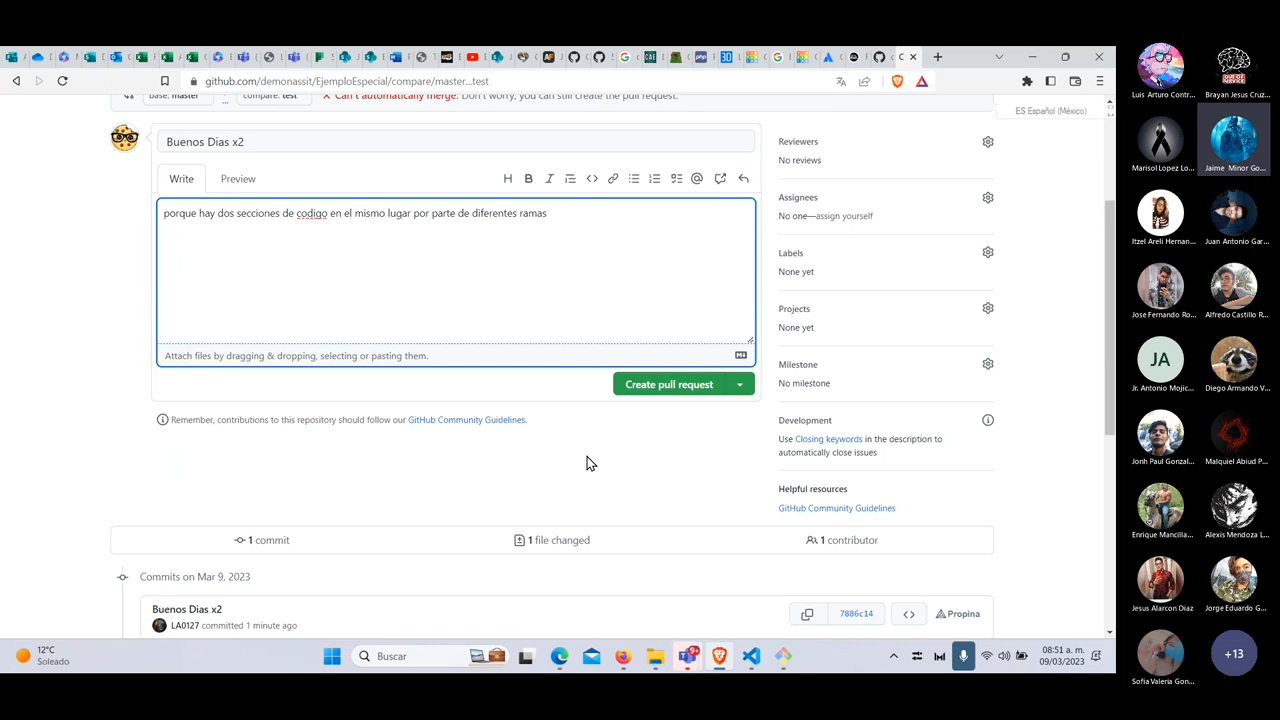 github.com/demonassit/EjemploEspecial/compare/master...test
base: master
...
compare: test
Can't automatically merge. Don't worry, you can still create the pull request.
ES Español (México)
Buenos Dias x2
Write
Preview
porque hay dos secciones de codigo en el mismo lugar por parte de diferentes ramas
Attach files by dragging & dropping, selecting or pasting them.
Create pull request
Remember, contributions to this repository should follow our GitHub Community Guidelines.
Reviewers
No reviews
Assignees
No one—assign yourself
Labels
None yet
Projects
None yet
Milestone
No milestone
Development
Use Closing keywords in the description to
automatically close issues
Helpful resources
GitHub Community Guidelines
1 commit
1 file changed
1 contributor
Commits on Mar 9, 2023
Buenos Dias x2
LA0127 committed 1 minute ago
7886c14
Propina
12°C
Soleado
Buscar
9+
08:51 a. m.
09/03/2023
Luis Arturo Contr...
Brayan Jesus Cruz...
Marisol Lopez Lo...
Jaime Minor Go...
Itzel Areli Hernan...
Juan Antonio Gar...
Jose Fernando Ro...
Alfredo Castillo R...
JA
Jr. Antonio Mojic...
Diego Armando V...
Jonh Paul Gonzal...
Malquiel Abiud P...
Enrique Mancilla...
Alexis Mendoza L...
Jesus Alarcon Diaz
Jorge Eduardo G...
Sofia Valeria Gon...
+13